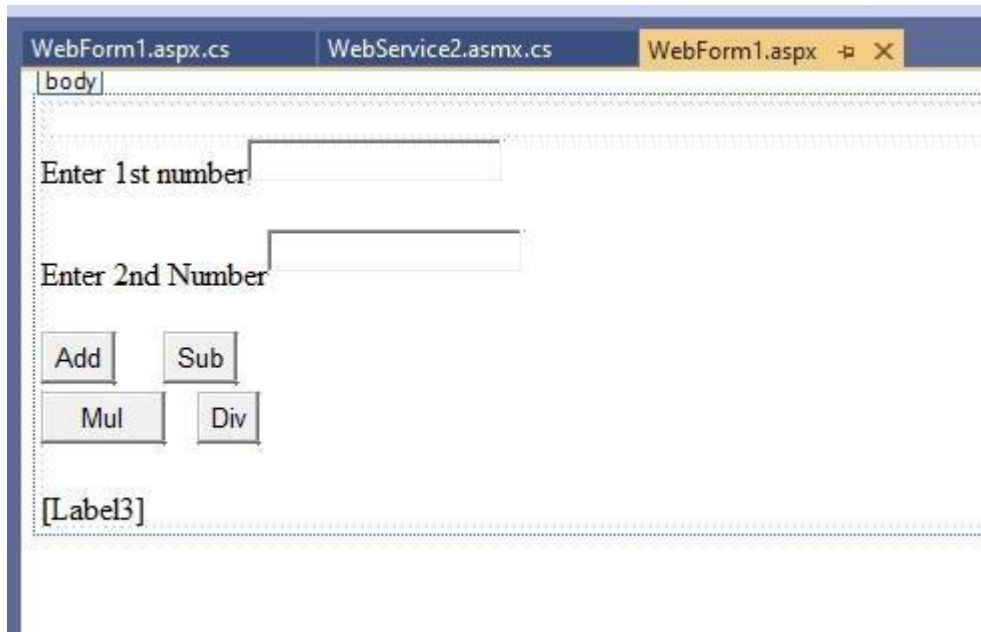 WebForm1.aspx.cs WebService2.asmx.cs WebForm1.aspx
body
Enter 1st number
Enter 2nd Number
Add Sub
Mul Div
[Label3]